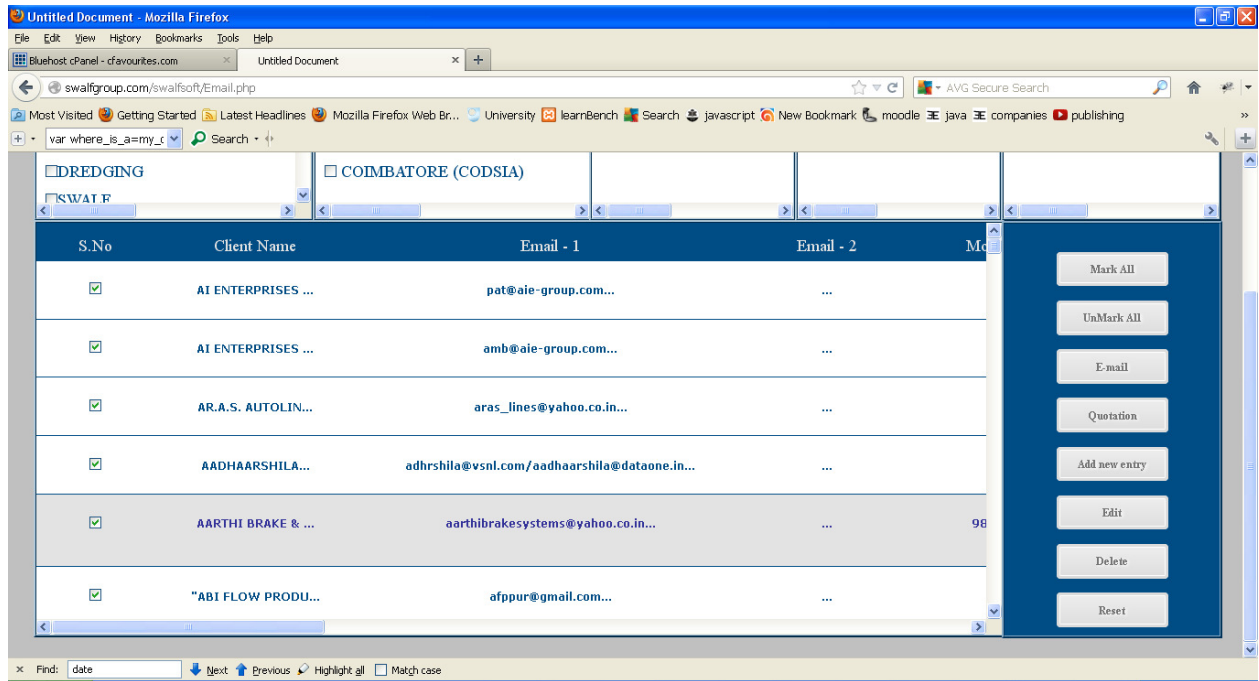 Untitled Document - Mozilla Firefox
File Edit View History Bookmarks Tools Help
Bluehost cPanel - cfavourites.com × Untitled Document × +
swalfgroup.com/swalfsoft/Email.php AVG Secure Search
Most Visited Getting Started Latest Headlines Mozilla Firefox Web Br... University learnBench Search javascript New Bookmark moodle java companies publishing »
var where_is_a=my_ Search
DREDGING COIMBATORE (CODSIA)
SWALF
S.No Client Name Email - 1 Email - 2 Mo
AI ENTERPRISES ... pat@aie-group.com... ...
AI ENTERPRISES ... amb@aie-group.com... ...
AR.A.S. AUTOLIN... aras_lines@yahoo.co.in... ...
AADHAARSHILA... adhrshila@vsnl.com/aadhaarshila@dataone.in... ...
AARTHI BRAKE & ... aarthibrakesystems@yahoo.co.in... ... 98
"ABI FLOW PRODU... afppur@gmail.com... ...
Mark All
UnMark All
E-mail
Quotation
Add new entry
Edit
Delete
Reset
× Find: date Next Previous Highlight all Match case